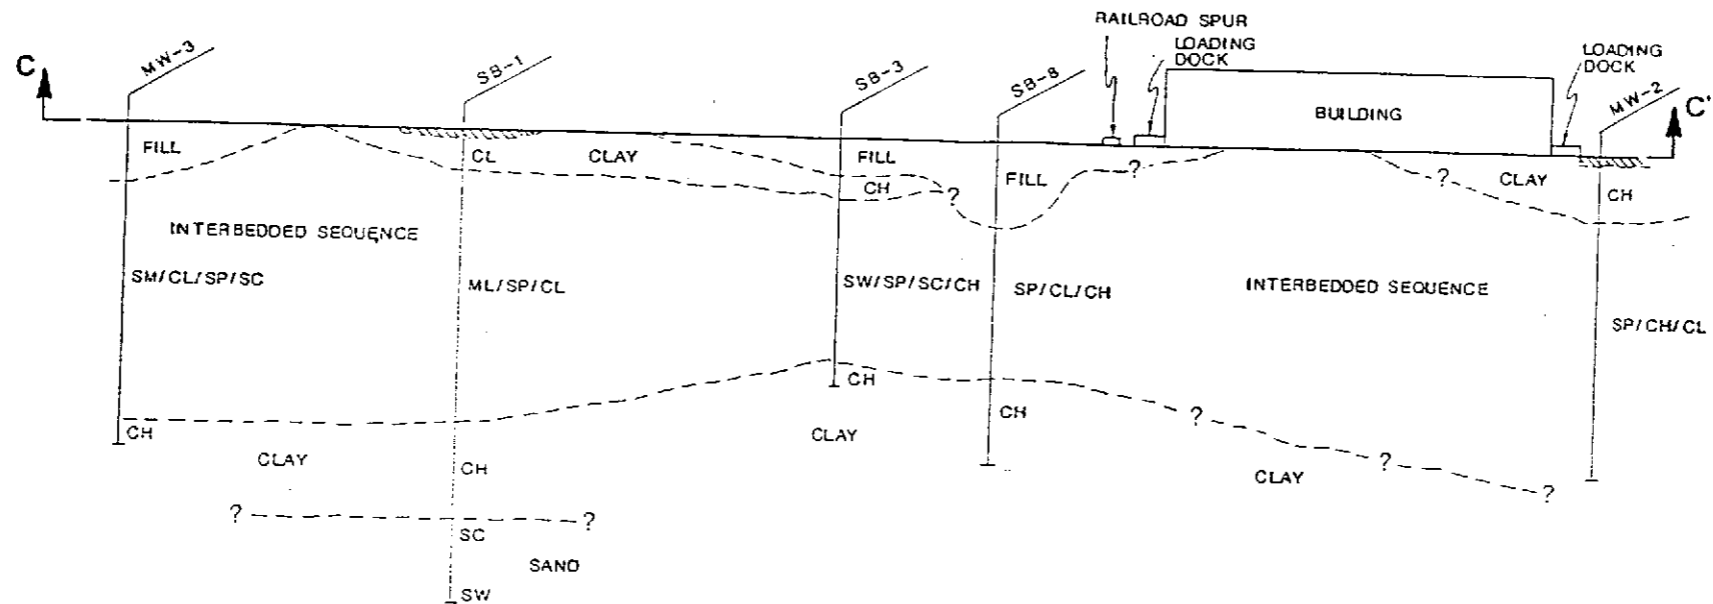 RAILROAD SPUR
LOADING
DOCK
LOADING
DOCK
C
MW-3
SB-1
SB-3
SB-8
MW-2
C'
BUILDING
FILL
CL
CLAY
FILL
CH
?
FILL
?
?
CLAY
CH
INTERBEDDED SEQUENCE
SM/CL/SP/SC
ML/SP/CL
SW/SP/SC/CH
SP/CL/CH
INTERBEDDED SEQUENCE
SP/CH/CL
CH
CH
CH
?
CLAY
CLAY
CH
?
CLAY
?
?
?
SC
SAND
SW